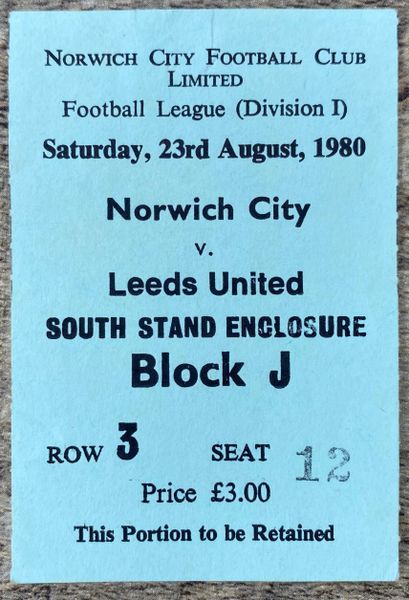 NORWICH CITY FOOTBALL CLUB
LIMITED
Football League (Division I)
Saturday, 23rd August, 1980
Norwich City
v.
Leeds United
SOUTH STAND ENCLOSURE
Block J
ROW 3 SEAT 12
Price £3.00
This Portion to be Retained